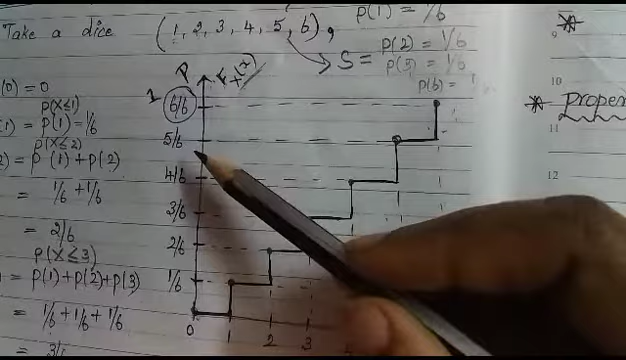 Take a dice (1, 2, 3, 4, 5, 6),
p(1) = 1/6
S = p(2) = 1/6
p(3) = 1/6
p(6) =
(0) = 0
p(X≤1)
(1) = p(1) = 1/6
p(X≤2)
2) = p(1) + p(2)
= 1/6 + 1/6
= 2/6
p(X≤3)
) = p(1) + p(2) + p(3)
= 1/6 + 1/6 + 1/6
=
P F x(x)
1 6/6
5/6
4/6
3/6
2/6
1/6
0 2 3
9
10
* proper
11
12